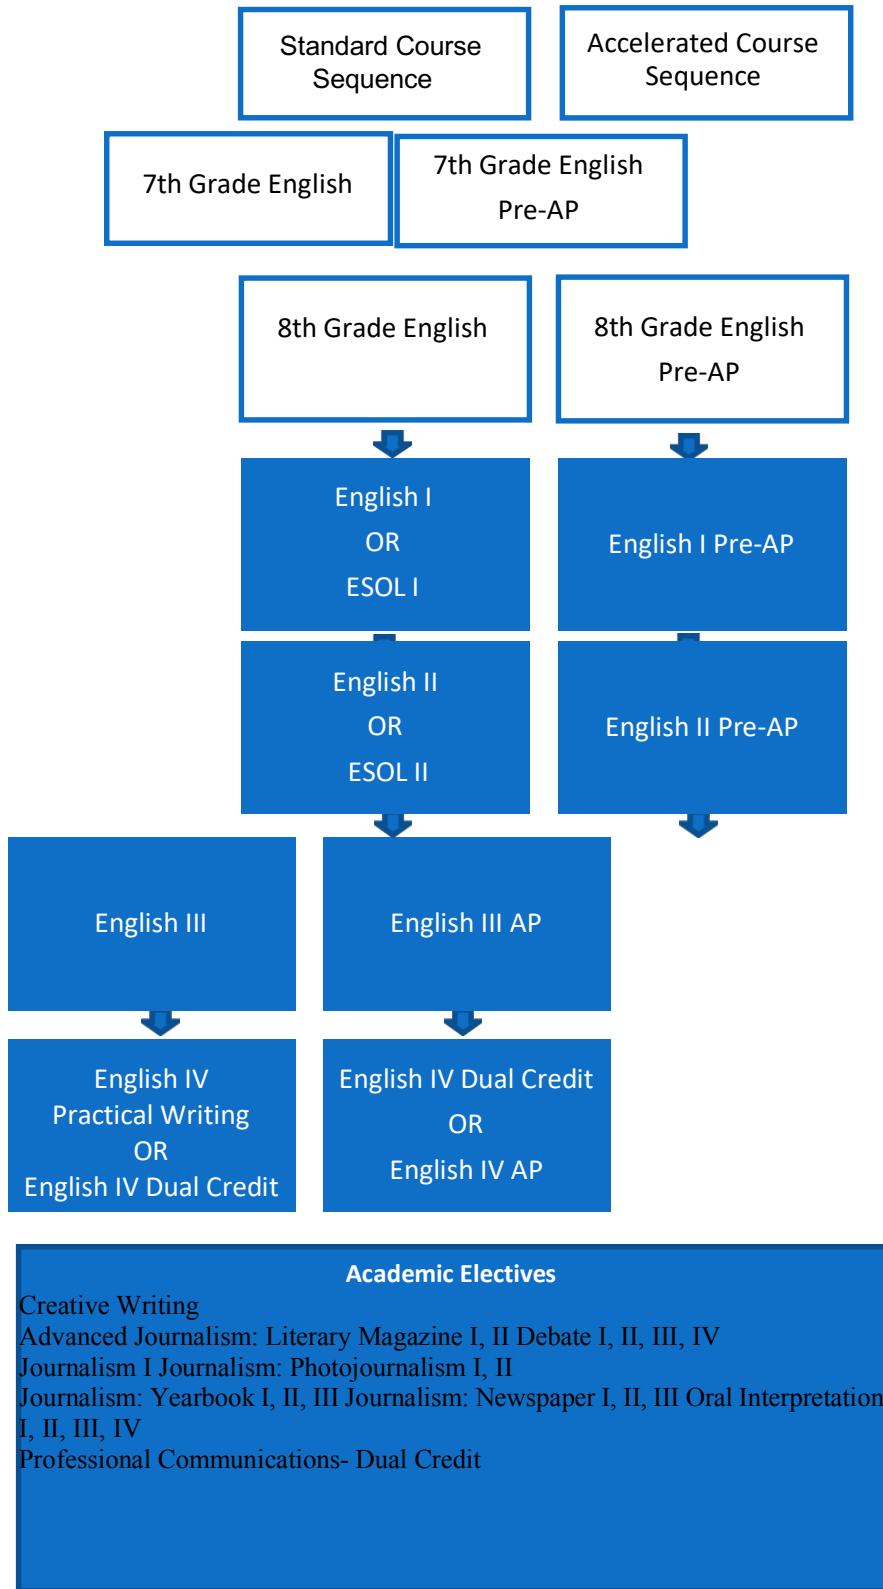 Standard Course
Sequence
Accelerated Course
Sequence
7th Grade English
7th Grade English
Pre-AP
8th Grade English
8th Grade English
Pre-AP
English I
OR
ESOL I
English I Pre-AP
English II
OR
ESOL II
English II Pre-AP
English III
English III AP
English IV
Practical Writing
OR
English IV Dual Credit
English IV Dual Credit
OR
English IV AP
Academic Electives
Creative Writing
Advanced Journalism: Literary Magazine I, II Debate I, II, III, IV
Journalism I Journalism: Photojournalism I, II
Journalism: Yearbook I, II, III Journalism: Newspaper I, II, III Oral Interpretation
I, II, III, IV
Professional Communications- Dual Credit